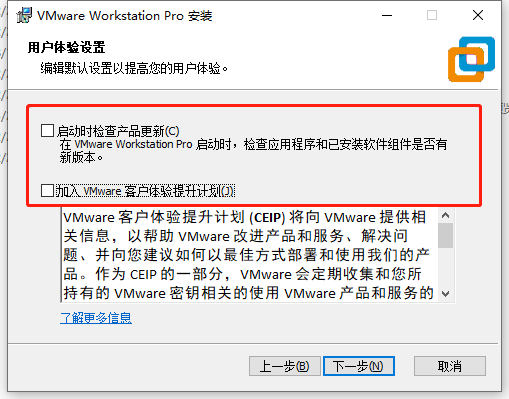 VMware Workstation Pro 安装
用户体验设置
编辑默认设置以提高您的用户体验。
启动时检查产品更新(C)
在 VMware Workstation Pro 启动时，检查应用程序和已安装软件组件是否有
新版本。
加入 VMware 客户体验提升计划(J)
VMware 客户体验提升计划 (CEIP) 将向 VMware 提供相
关信息，以帮助 VMware 改进产品和服务、解决问
题、并向您建议如何以最佳方式部署和使用我们的产
品。作为 CEIP 的一部分，VMware 会定期收集和您所
持有的 VMware 密钥相关的使用 VMware 产品和服务的
了解更多信息
上一步(B)
下一步(N)
取消